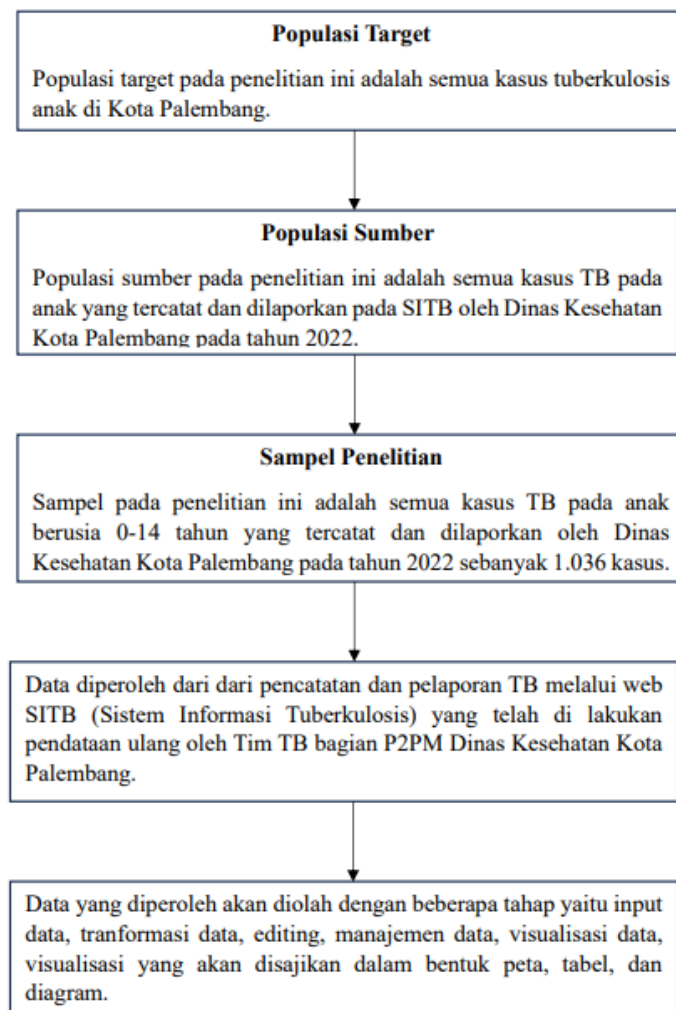 Populasi Target
Populasi target pada penelitian ini adalah semua kasus tuberkulosis
anak di Kota Palembang.
Populasi Sumber
Populasi sumber pada penelitian ini adalah semua kasus TB pada
anak yang tercatat dan dilaporkan pada SITB oleh Dinas Kesehatan
Kota Palembang pada tahun 2022.
Sampel Penelitian
Sampel pada penelitian ini adalah semua kasus TB pada anak
berusia 0-14 tahun yang tercatat dan dilaporkan oleh Dinas
Kesehatan Kota Palembang pada tahun 2022 sebanyak 1.036 kasus.
Data diperoleh dari dari pencatatan dan pelaporan TB melalui web
SITB (Sistem Informasi Tuberkulosis) yang telah di lakukan
pendataan ulang oleh Tim TB bagian P2PM Dinas Kesehatan Kota
Palembang.
Data yang diperoleh akan diolah dengan beberapa tahap yaitu input
data, tranformasi data, editing, manajemen data, visualisasi data,
visualisasi yang akan disajikan dalam bentuk peta, tabel, dan
diagram.